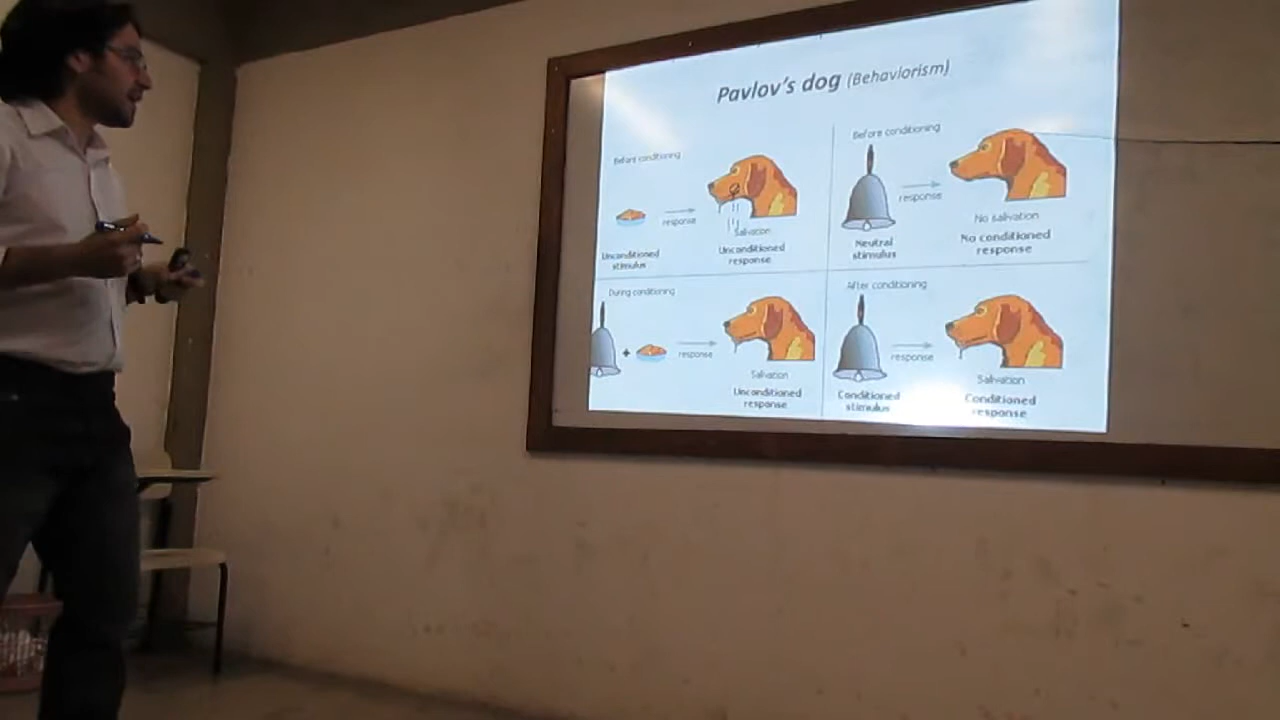 Pavlov's dog (Behaviorism)
Before conditioning
response
Salivation
Unconditioned
stimulus
Unconditioned
response
Before conditioning
response
No salivation
Neutral
stimulus
No conditioned
response
During conditioning
+
response
Salivation
Unconditioned
response
After conditioning
response
Salivation
Conditioned
stimulus
Conditioned
response